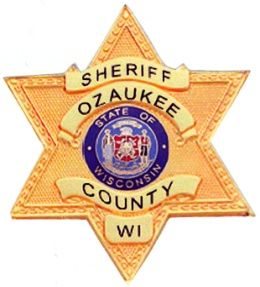 SHERIFF
OZAUKEE
STATE OF
WISCONSIN
COUNTY
WI